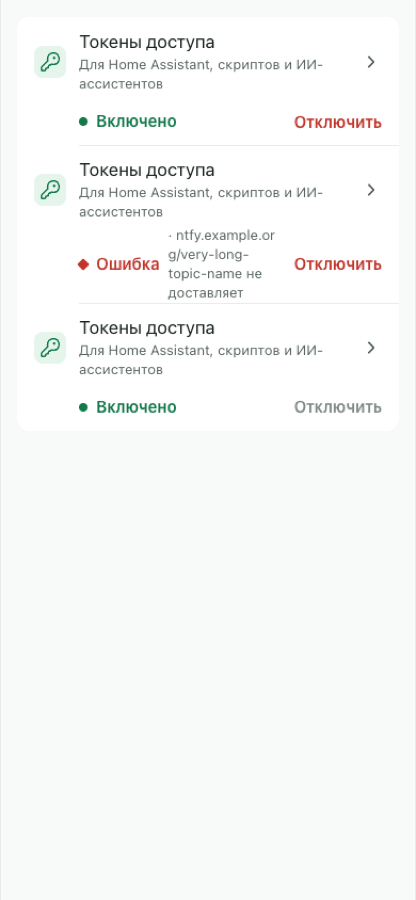 Токены доступа
Для Home Assistant, скриптов и ИИ-
ассистентов
Включено Отключить
Токены доступа
Для Home Assistant, скриптов и ИИ-
ассистентов
· ntfy.example.or
g/very-long-
Ошибка Отключить
topic-name не
доставляет
Токены доступа
Для Home Assistant, скриптов и ИИ-
ассистентов
Включено Отключить